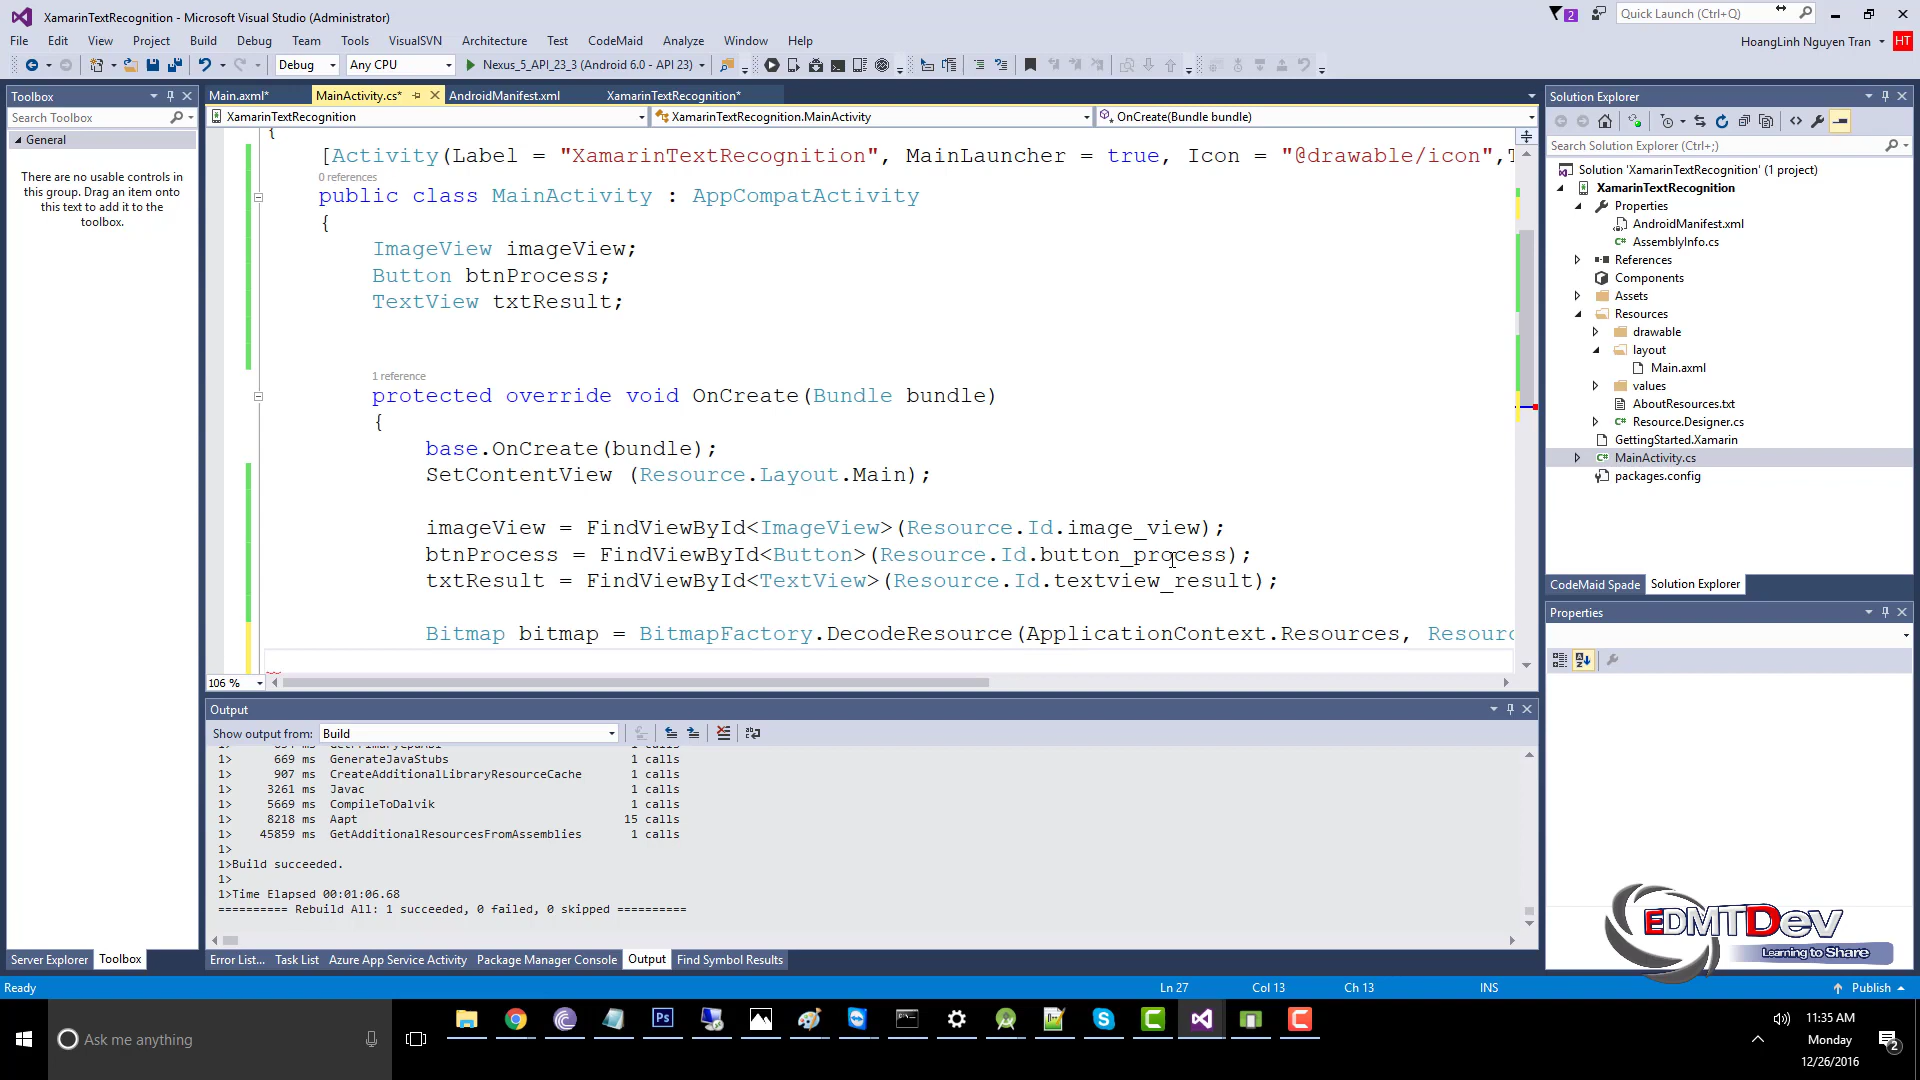 XamarinTextRecognition - Microsoft Visual Studio (Administrator)
2
Quick Launch (Ctrl+Q)
File Edit View Project Build Debug Team Tools VisualSVN Architecture Test CodeMaid Analyze Window Help
HoangLinh Nguyen Tran HT
Debug Any CPU Nexus_5_API_23_3 (Android 6.0 - API 23)
Toolbox
Search Toolbox
General
There are no usable controls in
this group. Drag an item onto
this text to add it to the
toolbox.
Main.axml* MainActivity.cs* AndroidManifest.xml XamarinTextRecognition*
XamarinTextRecognition XamarinTextRecognition.MainActivity OnCreate(Bundle bundle)
{
[Activity(Label = "XamarinTextRecognition", MainLauncher = true, Icon = "@drawable/icon",T
0 references
public class MainActivity : AppCompatActivity
{
ImageView imageView;
Button btnProcess;
TextView txtResult;
1 reference
protected override void OnCreate(Bundle bundle)
{
base.OnCreate(bundle);
SetContentView (Resource.Layout.Main);
imageView = FindViewById<ImageView>(Resource.Id.image_view);
btnProcess = FindViewById<Button>(Resource.Id.button_process);
txtResult = FindViewById<TextView>(Resource.Id.textview_result);
Bitmap bitmap = BitmapFactory.DecodeResource(ApplicationContext.Resources, Resourc
106 %
Output
Show output from: Build
1> 669 ms GenerateJavaStubs 1 calls
1> 907 ms CreateAdditionalLibraryResourceCache 1 calls
1> 3261 ms Javac 1 calls
1> 5669 ms CompileToDalvik 1 calls
1> 8218 ms Aapt 15 calls
1> 45859 ms GetAdditionalResourcesFromAssemblies 1 calls
1>
1>Build succeeded.
1>
1>Time Elapsed 00:01:06.68
========== Rebuild All: 1 succeeded, 0 failed, 0 skipped ==========
Server Explorer Toolbox
Error List... Task List Azure App Service Activity Package Manager Console Output Find Symbol Results
Solution Explorer
Search Solution Explorer (Ctrl+;)
Solution 'XamarinTextRecognition' (1 project)
XamarinTextRecognition
Properties
AndroidManifest.xml
AssemblyInfo.cs
References
Components
Assets
Resources
drawable
layout
Main.axml
values
AboutResources.txt
Resource.Designer.cs
GettingStarted.Xamarin
MainActivity.cs
packages.config
CodeMaid Spade Solution Explorer
Properties
EDMTDev
Learning to Share
Ready Ln 27 Col 13 Ch 13 INS Publish
Ask me anything
11:35 AM
Monday
12/26/2016
2